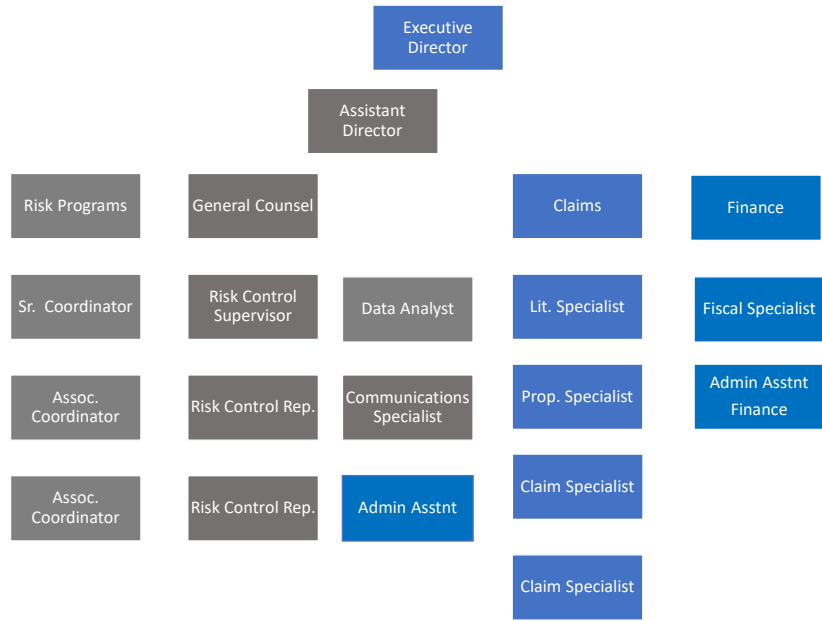 Executive
Director
Assistant
Director
Risk Programs
General Counsel
Claims
Finance
Sr. Coordinator
Risk Control
Supervisor
Data Analyst
Lit. Specialist
Fiscal Specialist
Assoc.
Coordinator
Risk Control Rep.
Communications
Specialist
Prop. Specialist
Admin Asstnt
Finance
Assoc.
Coordinator
Risk Control Rep.
Admin Asstnt
Claim Specialist
Claim Specialist